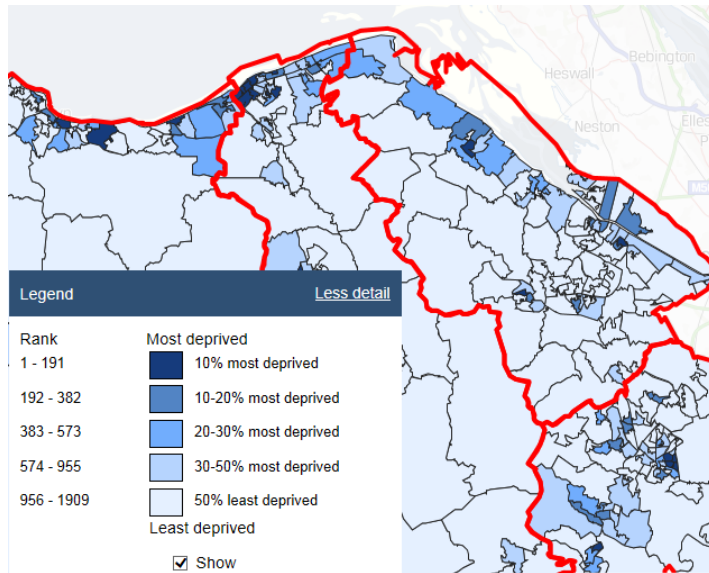 Bebington
Heswall
Neston
Elles
P
M5
Legend Less detail
Rank Most deprived
1 - 191 10% most deprived
192 - 382 10-20% most deprived
383 - 573 20-30% most deprived
574 - 955 30-50% most deprived
956 - 1909 50% least deprived
Least deprived
Show